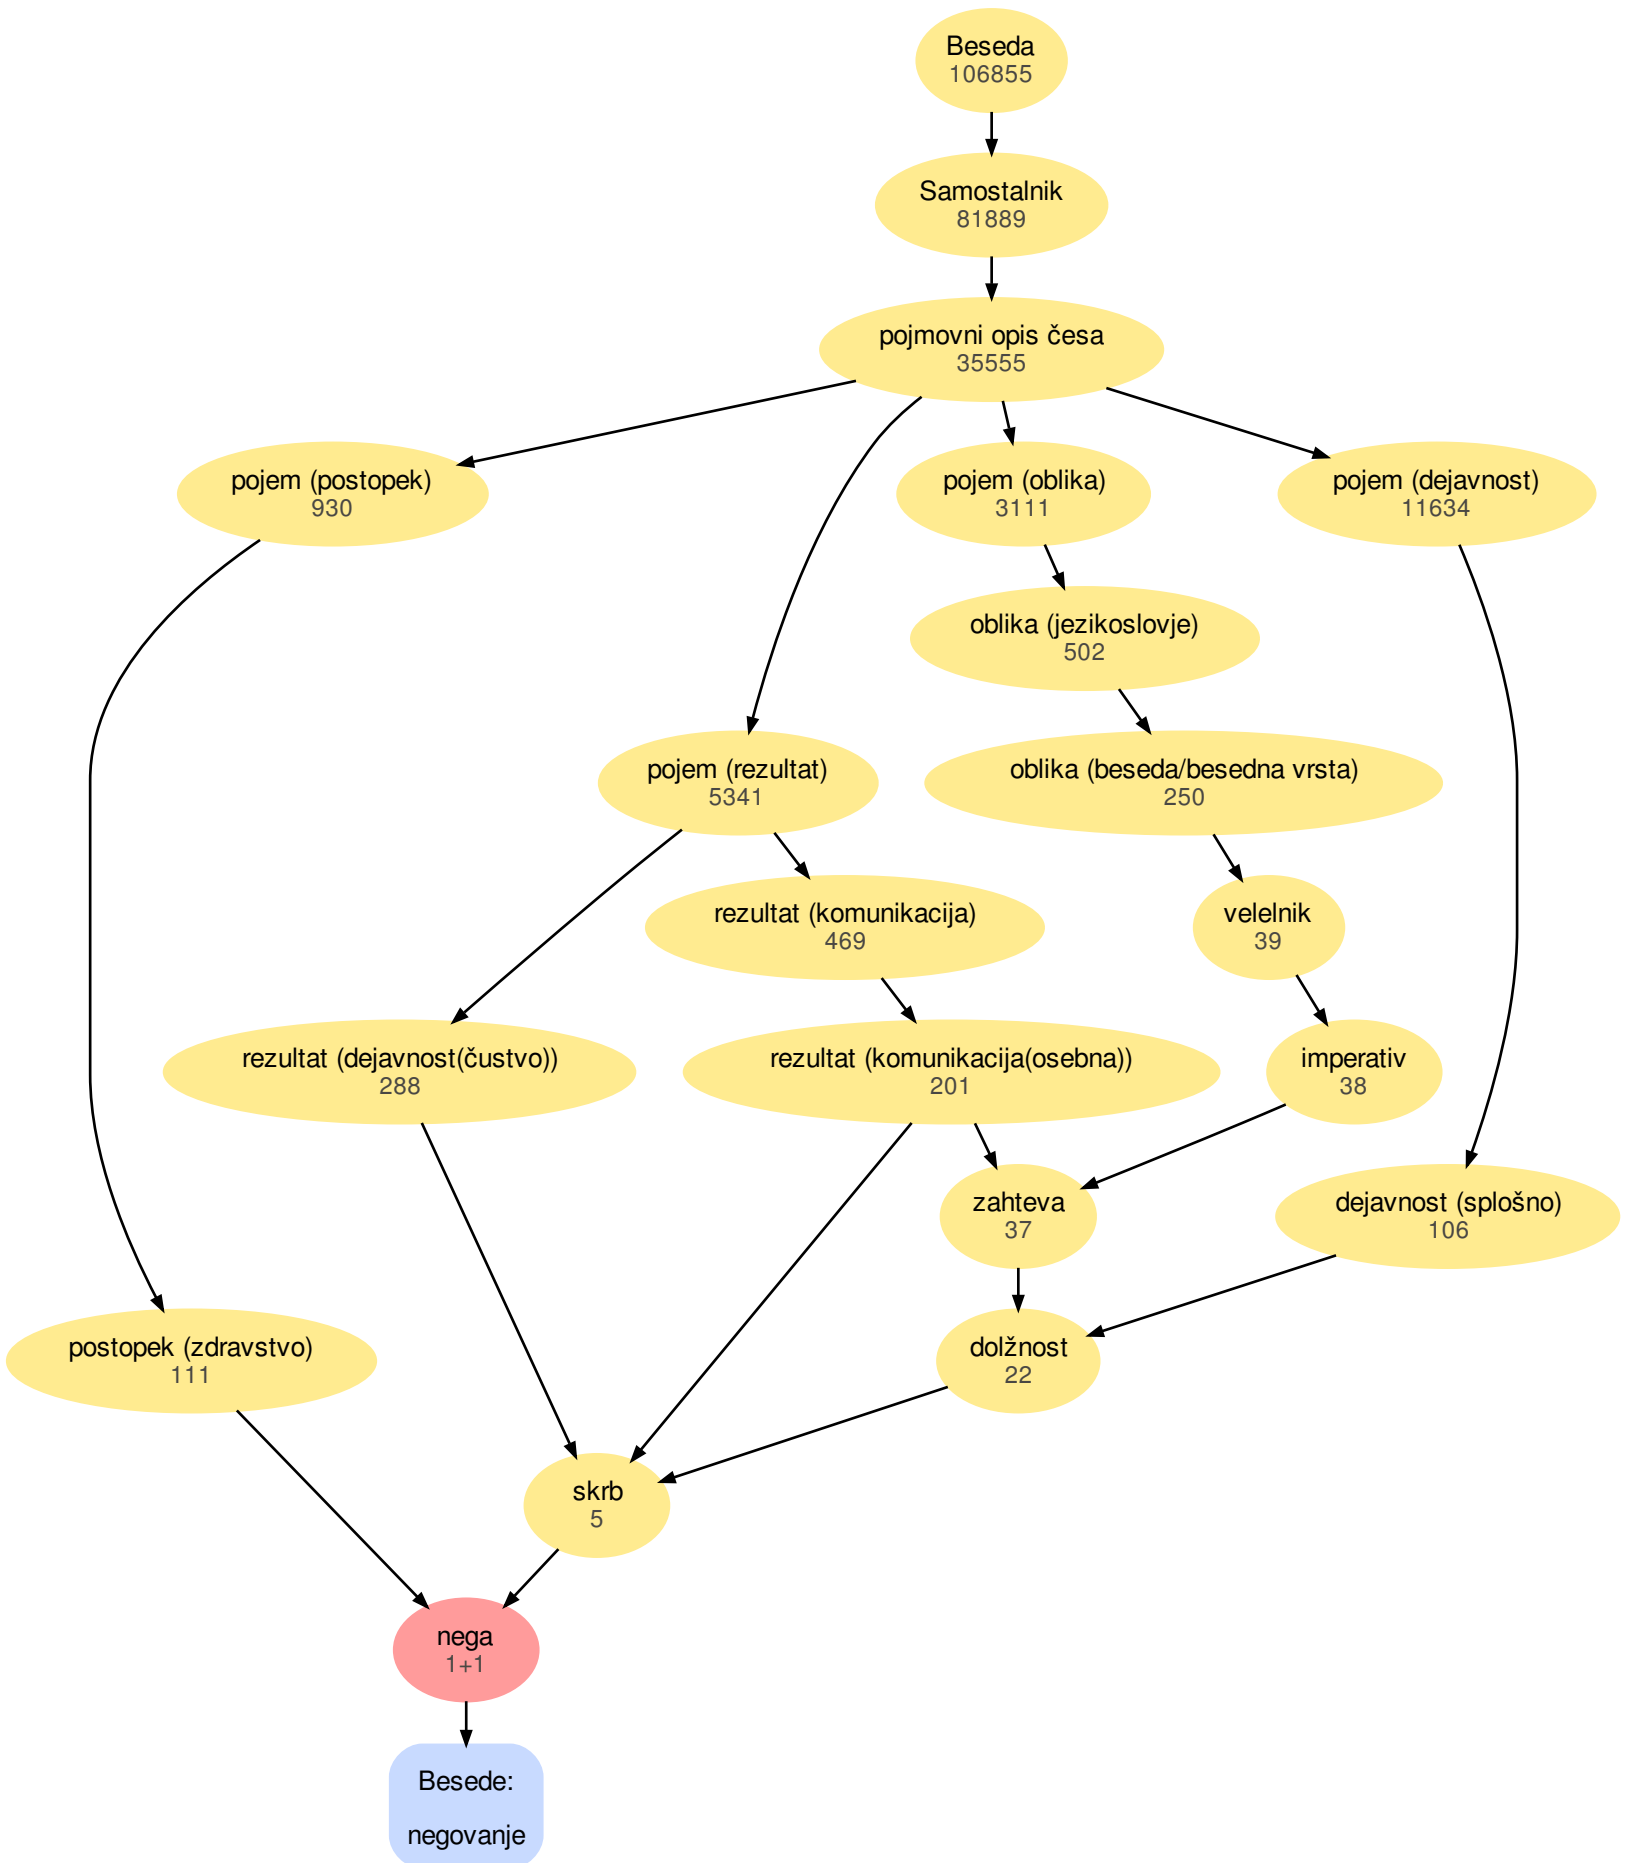 Beseda
106855
Samostalnik
81889
pojmovni opis česa
35555
pojem (postopek)
930
pojem (oblika)
3111
pojem (dejavnost)
11634
oblika (jezikoslovje)
502
pojem (rezultat)
5341
oblika (beseda/besedna vrsta)
250
rezultat (komunikacija)
469
velelnik
39
rezultat (dejavnost(čustvo))
288
rezultat (komunikacija(osebna))
201
imperativ
38
zahteva
37
dejavnost (splošno)
106
postopek (zdravstvo)
111
dolžnost
22
skrb
5
nega
1+1
Besede:
negovanje